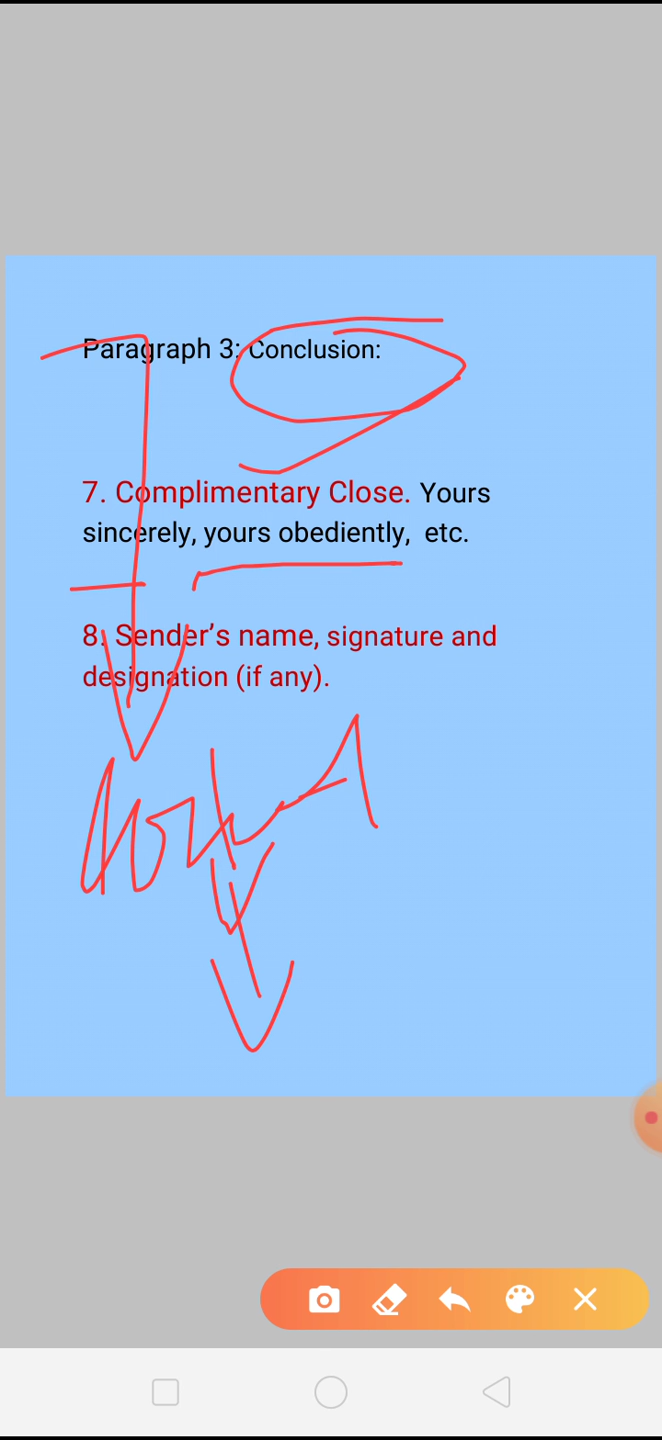 Paragraph 3: Conclusion:
7. Complimentary Close. Yours
sincerely, yours obediently, etc.
8. Sender's name, signature and
designation (if any).